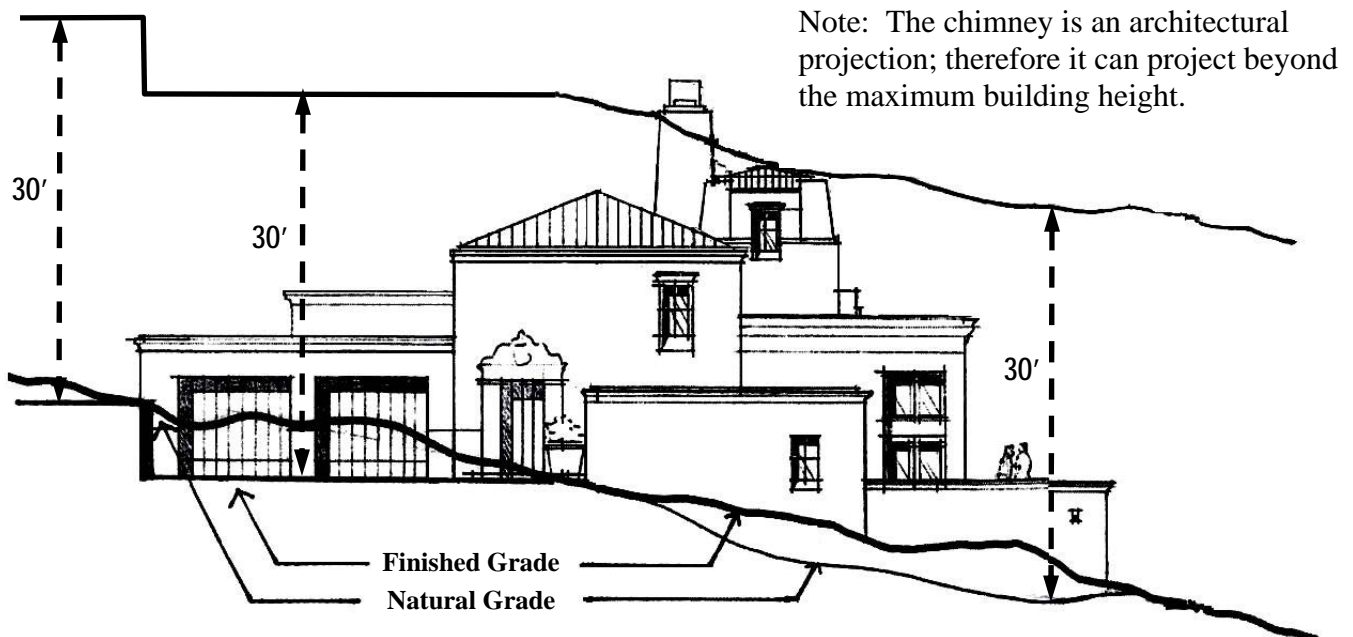 Note: The chimney is an architectural
projection; therefore it can project beyond
the maximum building height.
30′
30′
30′
Finished Grade
Natural Grade